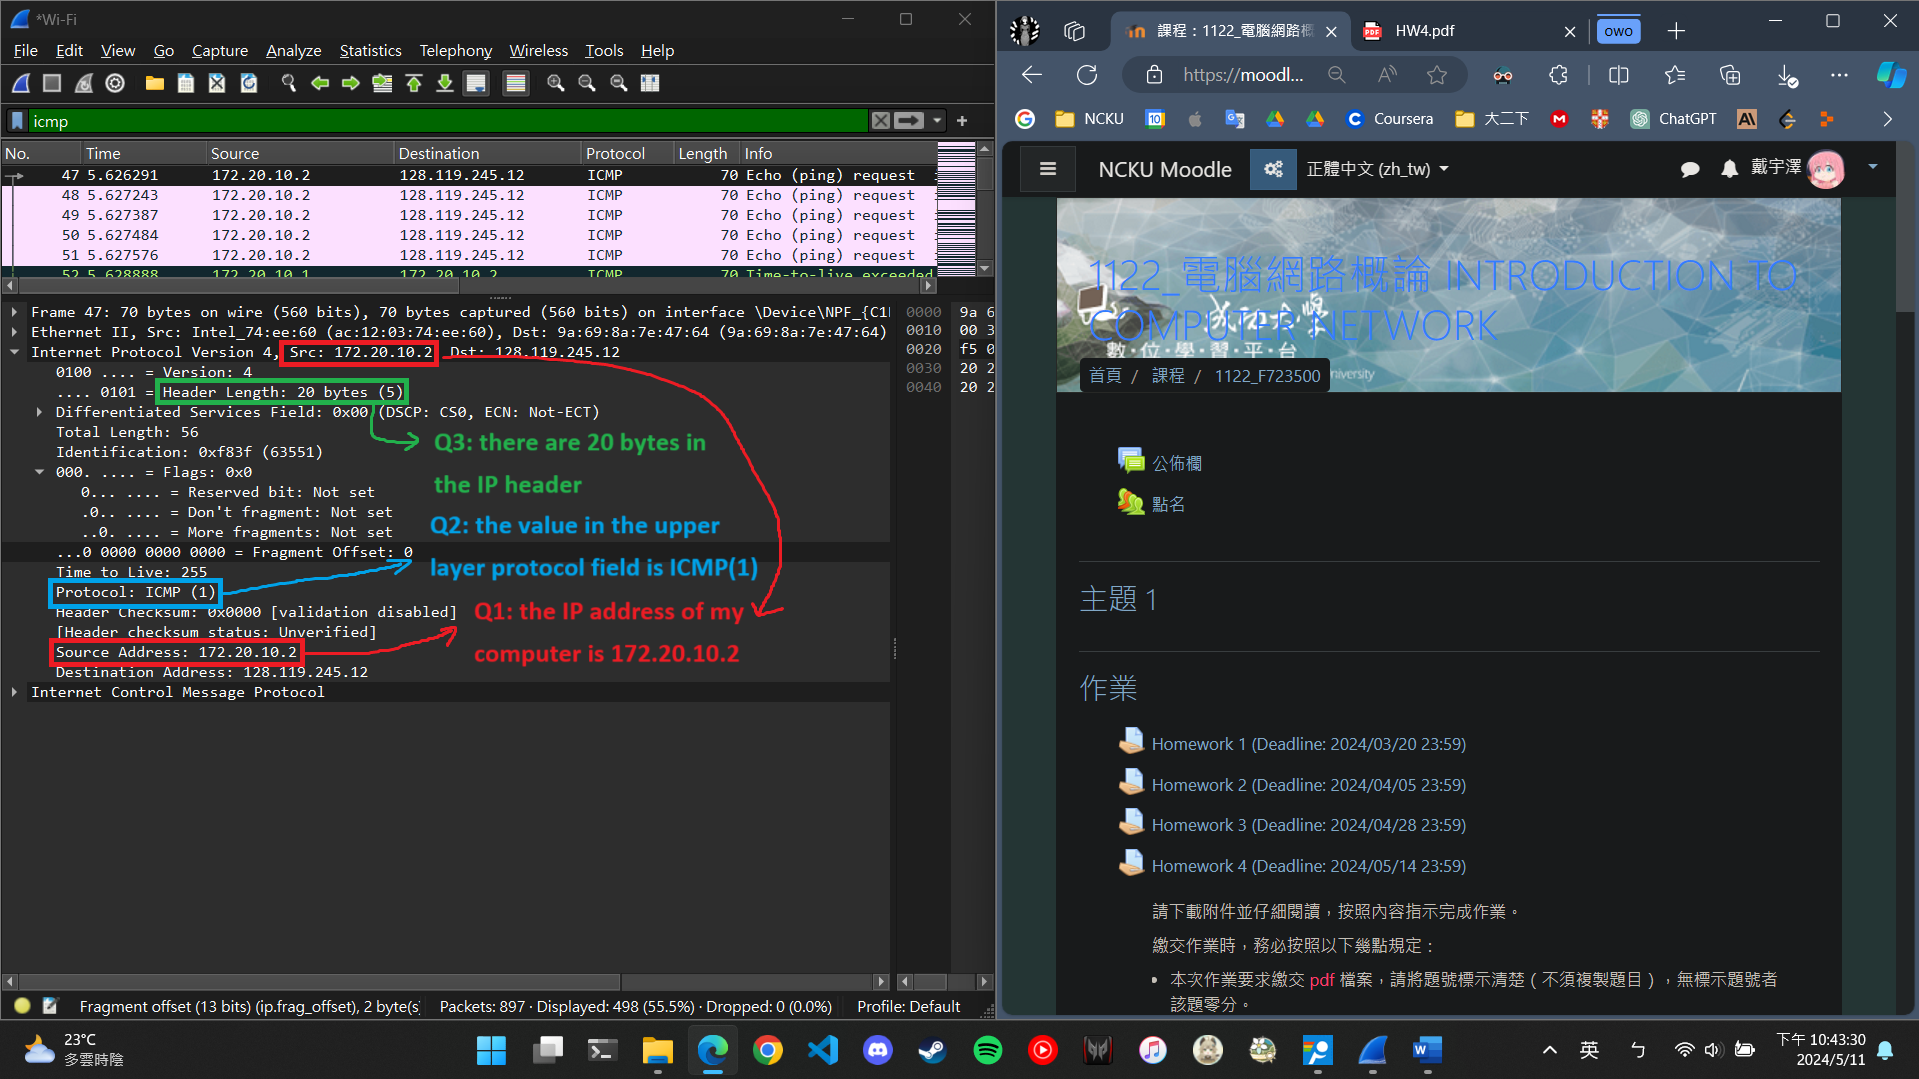 *Wi-Fi
File Edit View Go Capture Analyze Statistics Telephony Wireless Tools Help
icmp
No. Time Source Destination Protocol Length Info
47 5.626291 172.20.10.2 128.119.245.12 ICMP 70 Echo (ping) request
48 5.627243 172.20.10.2 128.119.245.12 ICMP 70 Echo (ping) request
49 5.627387 172.20.10.2 128.119.245.12 ICMP 70 Echo (ping) request
50 5.627484 172.20.10.2 128.119.245.12 ICMP 70 Echo (ping) request
51 5.627576 172.20.10.2 128.119.245.12 ICMP 70 Echo (ping) request
52 5.628888 172.20.10.1 172.20.10.2 ICMP 70 Time-to-live exceeded
Frame 47: 70 bytes on wire (560 bits), 70 bytes captured (560 bits) on interface \Device\NPF_{C1
Ethernet II, Src: Intel_74:ee:60 (ac:12:03:74:ee:60), Dst: 9a:69:8a:7e:47:64 (9a:69:8a:7e:47:64)
Internet Protocol Version 4, Src: 172.20.10.2, Dst: 128.119.245.12
0100 .... = Version: 4
.... 0101 = Header Length: 20 bytes (5)
Differentiated Services Field: 0x00 (DSCP: CS0, ECN: Not-ECT)
Total Length: 56
Identification: 0xf83f (63551)
000. .... = Flags: 0x0
0... .... = Reserved bit: Not set
.0.. .... = Don't fragment: Not set
..0. .... = More fragments: Not set
...0 0000 0000 0000 = Fragment Offset: 0
Time to Live: 255
Protocol: ICMP (1)
Header Checksum: 0x0000 [validation disabled]
[Header checksum status: Unverified]
Source Address: 172.20.10.2
Destination Address: 128.119.245.12
Internet Control Message Protocol
Q3: there are 20 bytes in
the IP header
Q2: the value in the upper
layer protocol field is ICMP(1)
Q1: the IP address of my
computer is 172.20.10.2
0000 9a 6
0010 00 3
0020 f5 0
0030 20 2
0040 20 2
Fragment offset (13 bits) (ip.frag_offset), 2 byte(s
Packets: 897 · Displayed: 498 (55.5%) · Dropped: 0 (0.0%)
Profile: Default
課程：1122_電腦網路概
HW4.pdf
owo
https://moodl...
NCKU
10
Coursera
大二下
ChatGPT
NCKU Moodle
正體中文 (zh_tw)
戴宇澤
1122_電腦網路概論 INTRODUCTION TO
COMPUTER NETWORK
數·位·學·習·平·台
首頁 / 課程 / 1122_F723500
公佈欄
點名
主題 1
作業
Homework 1 (Deadline: 2024/03/20 23:59)
Homework 2 (Deadline: 2024/04/05 23:59)
Homework 3 (Deadline: 2024/04/28 23:59)
Homework 4 (Deadline: 2024/05/14 23:59)
請下載附件並仔細閱讀，按照內容指示完成作業。
繳交作業時，務必按照以下幾點規定：
• 本次作業要求繳交 pdf 檔案，請將題號標示清楚（不須複製題目），無標示題號者
該題零分。
23°C
多雲時陰
英
ㄅ
下午 10:43:30
2024/5/11